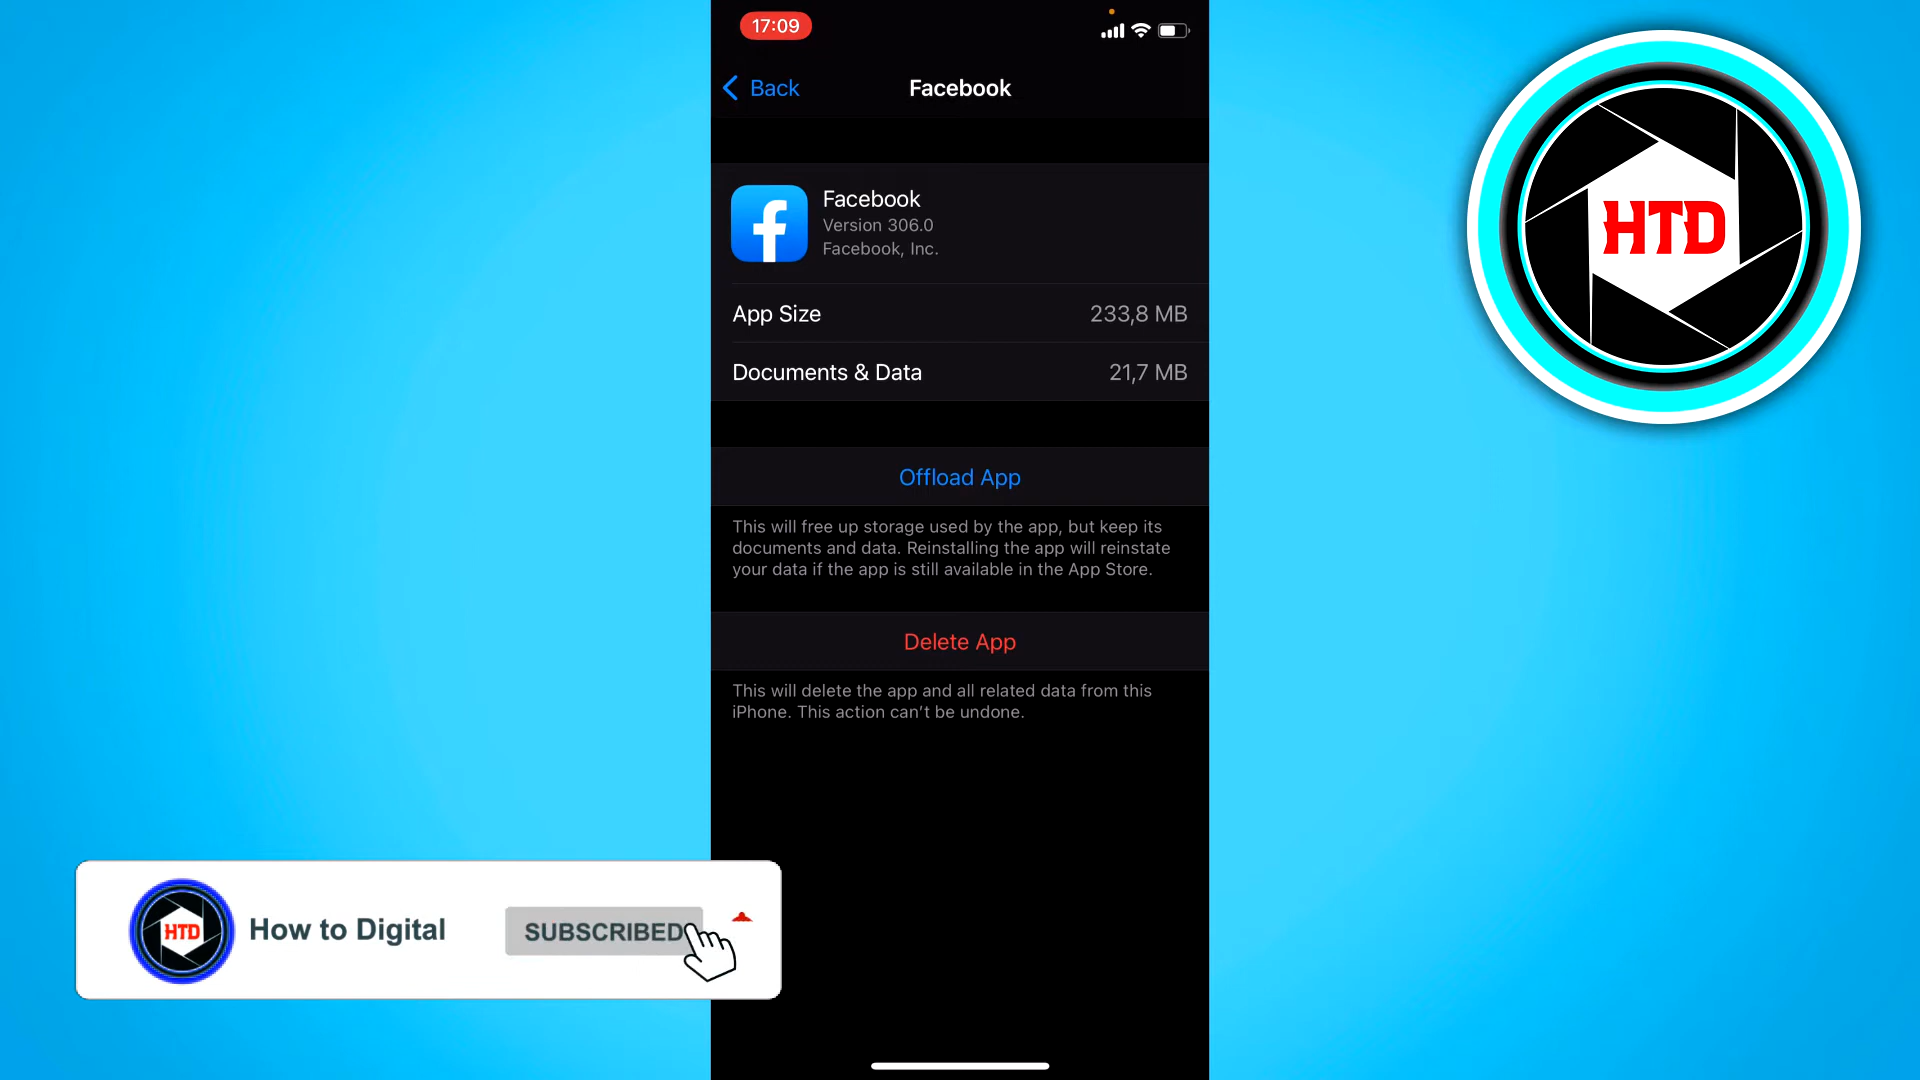 17:09
Back
Facebook
Facebook
Version 306.0
Facebook, Inc.
App Size
233,8 MB
Documents & Data
21,7 MB
Offload App
This will free up storage used by the app, but keep its
documents and data. Reinstalling the app will reinstate
your data if the app is still available in the App Store.
Delete App
This will delete the app and all related data from this
iPhone. This action can't be undone.
HTD
HTD
How to Digital
SUBSCRIBED